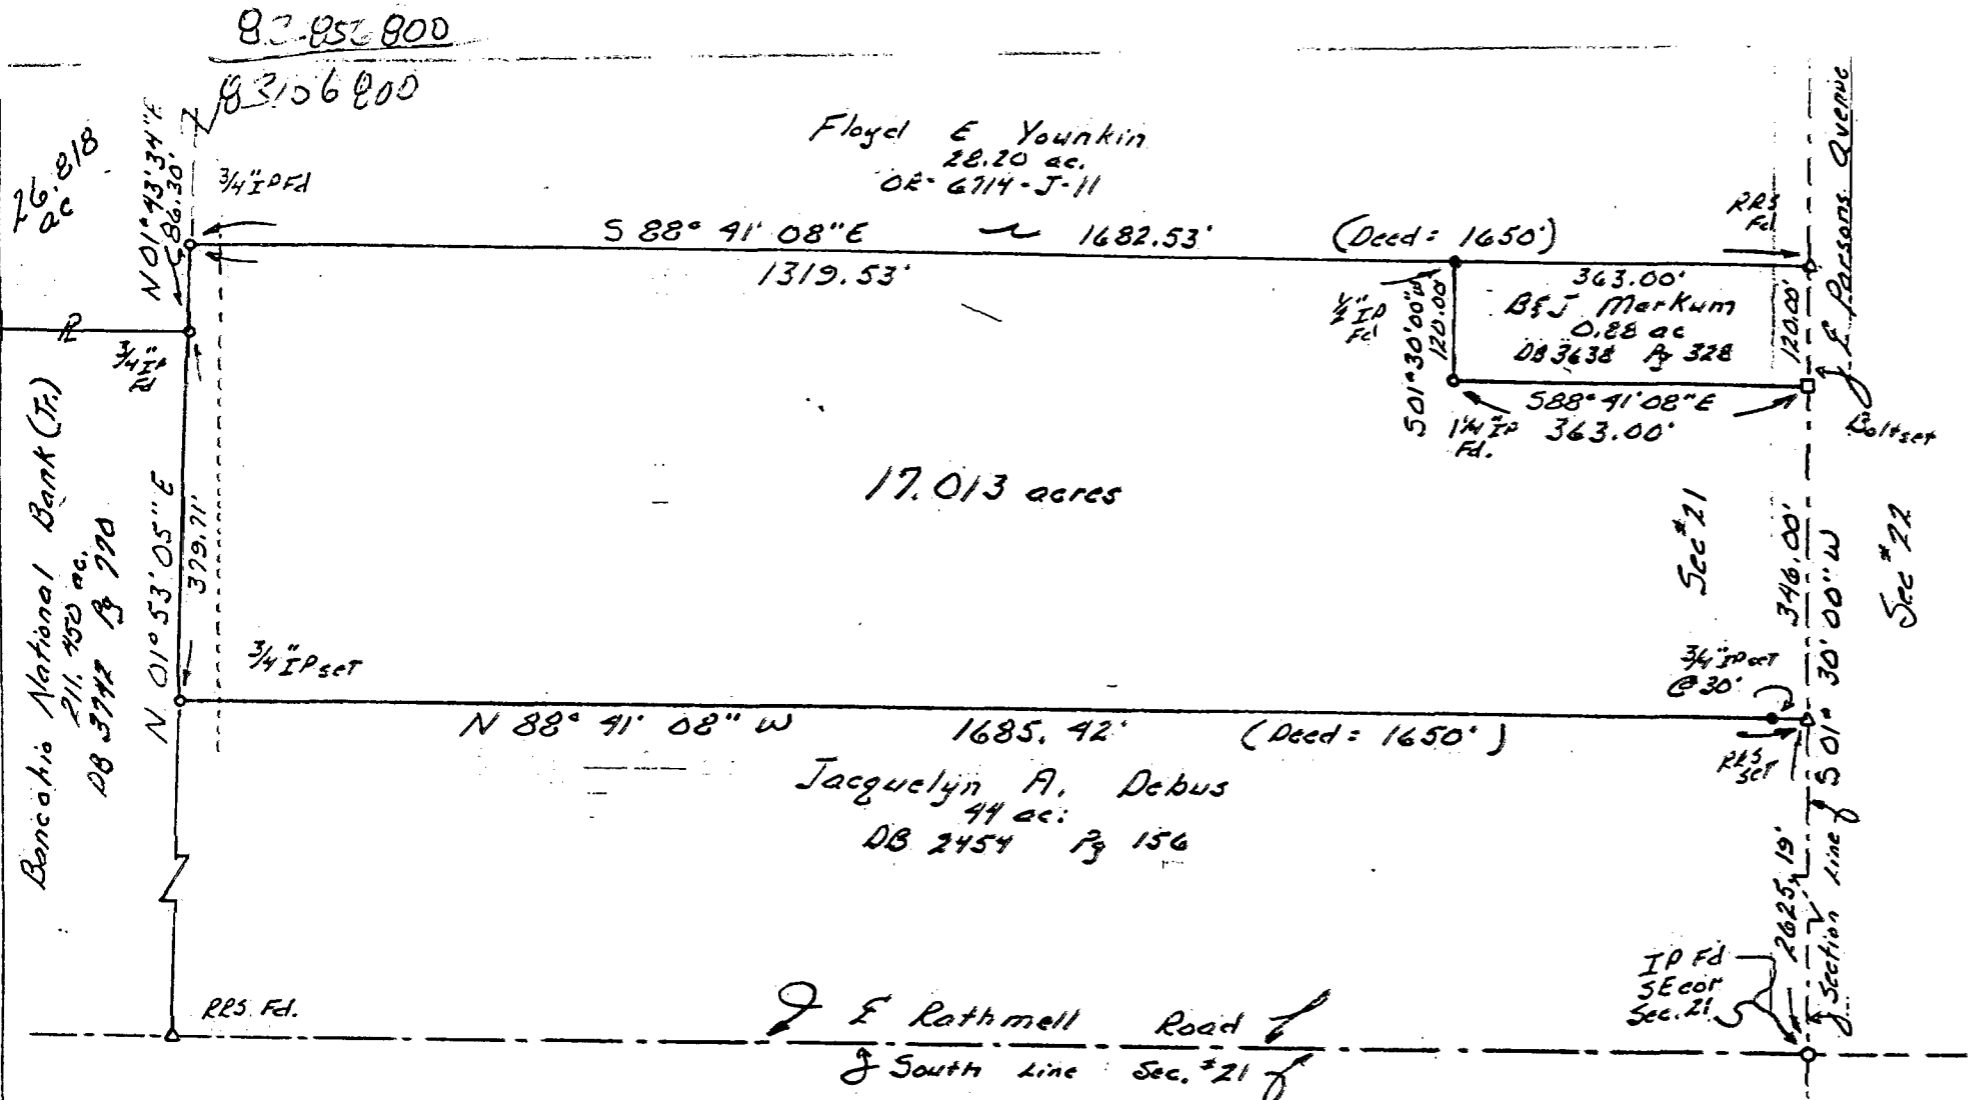 83106800
26.818
ac
N 01° 43' 34" E
86.30'
3/4" IP Fd
Floyd E Younkin
28.20 ac.
OR- 6714-J-11
RRS
Fd
℄ Parsons Avenue
S 88° 41' 08" E 1682.53' (Deed = 1650')
1319.53'
363.00'
B&J Markum
0.88 ac
DB 3638 Pg 328
IP
Fd
S 01° 30' 00" W
120.00'
120.00'
S 88° 41' 08" E
363.00'
1 1/4" IP
Fd.
Bolt set
PL
3/4" IP
Fd
Bancohio National Bank (Tr.)
211.450 ac.
DB 3742 Pg 770
N 01° 53' 05" E
379.71'
17.013 acres
Sec #21
346.00'
S 01° 30' 00" W
Sec #22
3/4" IP set
3/4" IP set
@ 30'
N 88° 41' 08" W 1685.42' (Deed = 1650')
RRS
set
Jacquelyn A. Debus
44 ac.
DB 2454 Pg 156
2625.19'
Section Line
IP Fd
SE cor
Sec. 21
RRS Fd.
℄ Rathmell Road
South Line Sec. #21